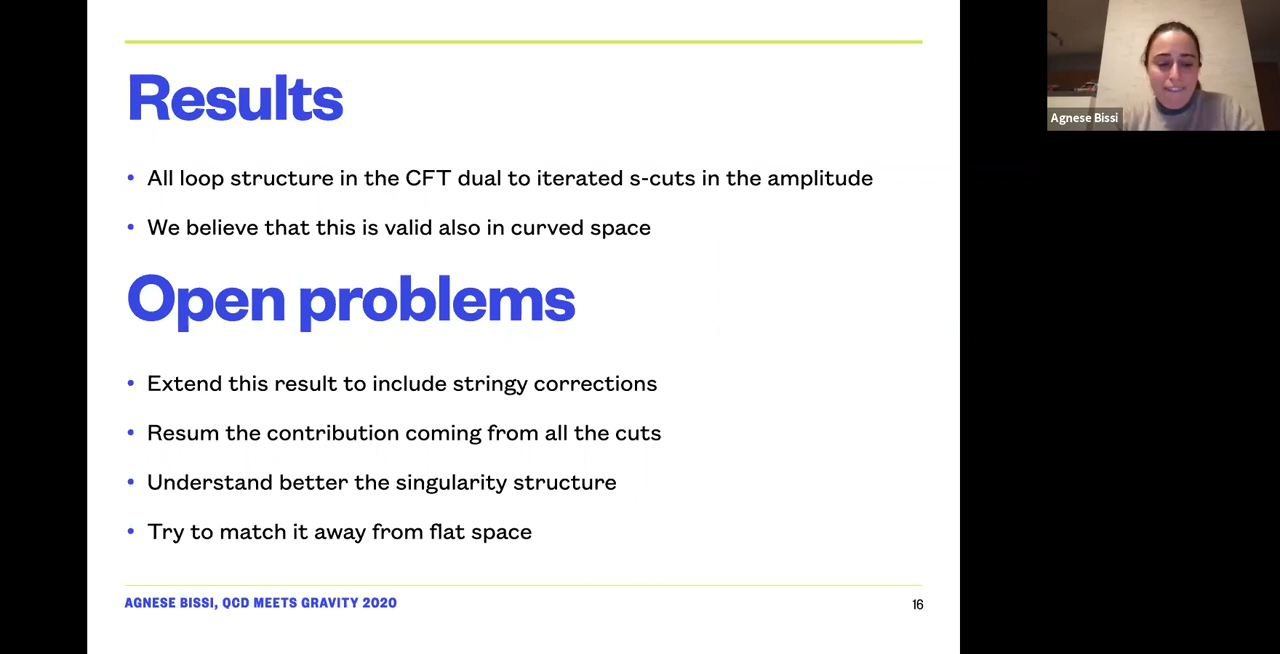 Results
• All loop structure in the CFT dual to iterated s-cuts in the amplitude
• We believe that this is valid also in curved space
Open problems
• Extend this result to include stringy corrections
• Resum the contribution coming from all the cuts
• Understand better the singularity structure
• Try to match it away from flat space
AGNESE BISSI, QCD MEETS GRAVITY 2020
16
Agnese Bissi